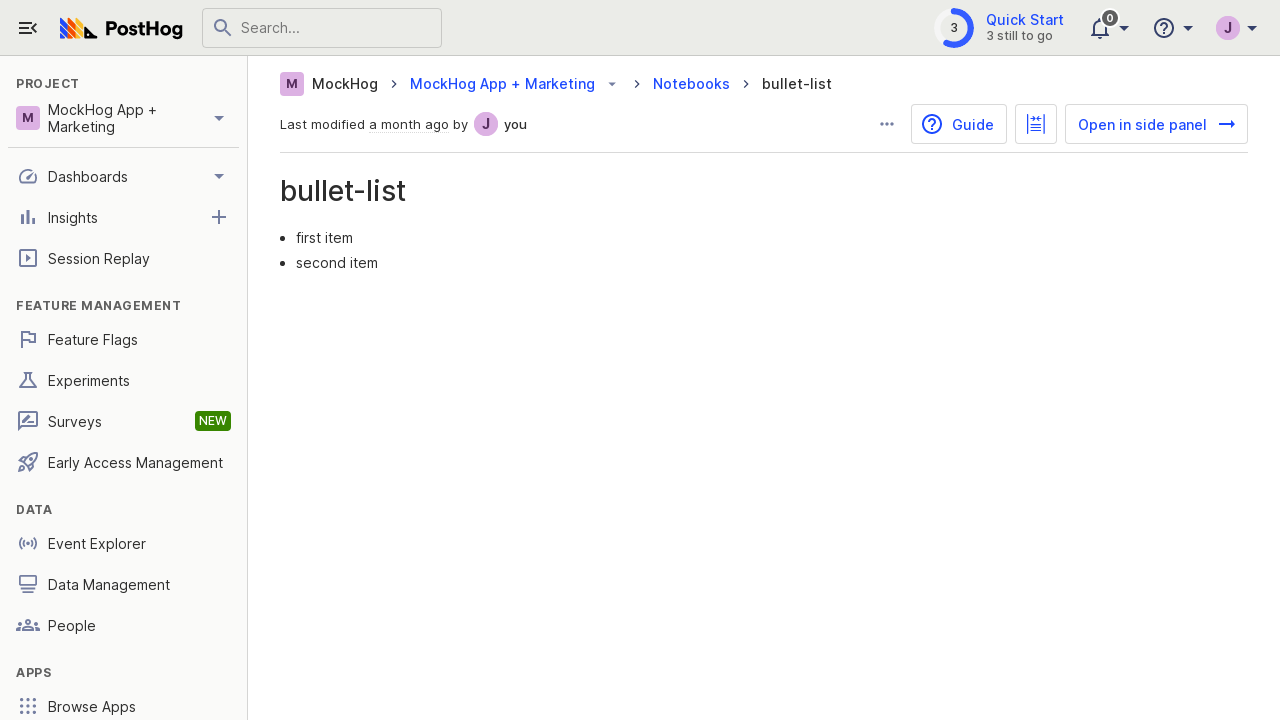 PostHog
Search...
3
Quick Start
3 still to go
0
J
PROJECT
M
MockHog App +
Marketing
Dashboards
Insights
Session Replay
FEATURE MANAGEMENT
Feature Flags
Experiments
Surveys
NEW
Early Access Management
DATA
Event Explorer
Data Management
People
APPS
Browse Apps
M MockHog MockHog App + Marketing Notebooks bullet-list
Last modified a month ago by J you
Guide
Open in side panel
bullet-list
• first item
• second item